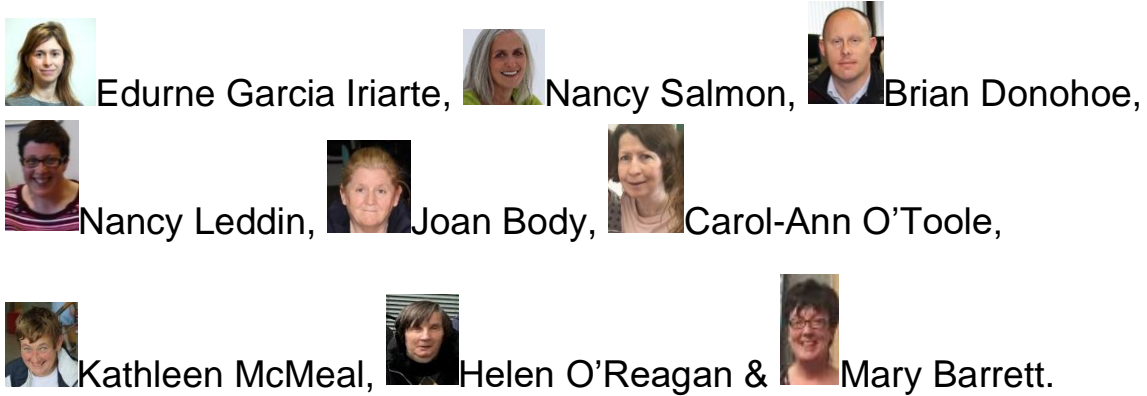 Edurne Garcia Iriarte, Nancy Salmon, Brian Donohoe,
Nancy Leddin, Joan Body, Carol-Ann O'Toole,
Kathleen McMeal, Helen O'Reagan & Mary Barrett.